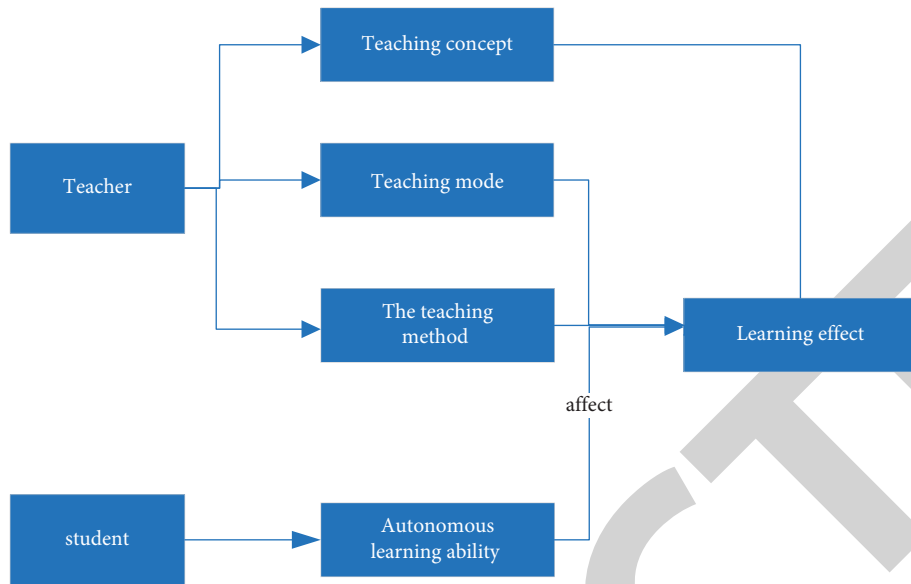 Teaching concept
Teacher
Teaching mode
The teaching
method
Learning effect
affect
student
Autonomous
learning ability